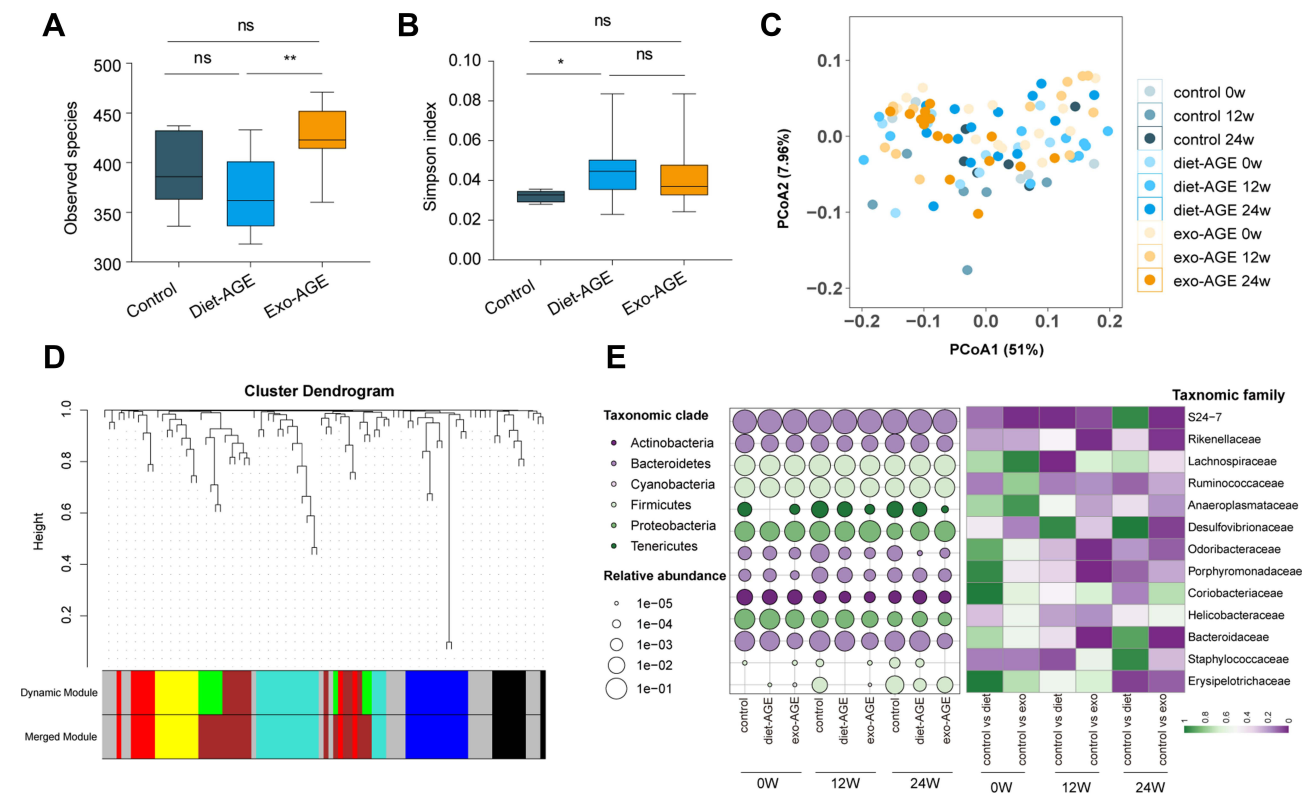 A
ns
ns
**
Observed species
500
450
400
350
300
Control
Diet-AGE
Exo-AGE
B
ns
*
ns
Simpson index
0.10
0.08
0.06
0.04
0.02
0.00
Control
Diet-AGE
Exo-AGE
C
PCoA2 (7.96%)
0.1
0.0
−0.1
−0.2
−0.2
−0.1
0.0
0.1
0.2
PCoA1 (51%)
control 0w
control 12w
control 24w
diet-AGE 0w
diet-AGE 12w
diet-AGE 24w
exo-AGE 0w
exo-AGE 12w
exo-AGE 24w
D
Cluster Dendrogram
Height
1.0
0.8
0.6
0.4
0.2
Dynamic Module
Merged Module
E
Taxonomic clade
Actinobacteria
Bacteroidetes
Cyanobacteria
Firmicutes
Proteobacteria
Tenericutes
Relative abundance
1e−05
1e−04
1e−03
1e−02
1e−01
control
diet-AGE
exo-AGE
control
diet-AGE
exo-AGE
control
diet-AGE
exo-AGE
0W
12W
24W
Taxnomic family
S24−7
Rikenellaceae
Lachnospiraceae
Ruminococcaceae
Anaeroplasmataceae
Desulfovibrionaceae
Odoribacteraceae
Porphyromonadaceae
Coriobacteriaceae
Helicobacteraceae
Bacteroidaceae
Staphylococcaceae
Erysipelotrichaceae
control vs diet
control vs exo
control vs diet
control vs exo
control vs diet
control vs exo
0W
12W
24W
1
0.8
0.6
0.4
0.2
0